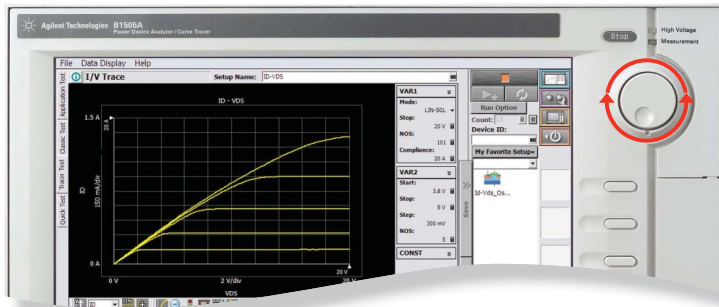 Agilent Technologies B1505A
Power Device Analyzer / Curve Tracer
Stop
High Voltage
Measurement
File Data Display Help
I/V Trace
Setup Name: ID-VDS
Quick Test
Tracer Test
Classic Test
Application Test
ID - VDS
1.5 A
20 A
ID
150 mA/div
0 A
0 V
2 V/div
20 V
20 V
VDS
VAR1
Mode:
LIN-SGL
Stop:
20 V
NOS:
101
Compliance:
20 A
VAR2
Start:
3.8 V
Stop:
5 V
Step:
300 mV
NOS:
5
CONST
Save
Run Option
Count:
Device ID:
My Favorite Setup
Id-Vds_Os...
ID